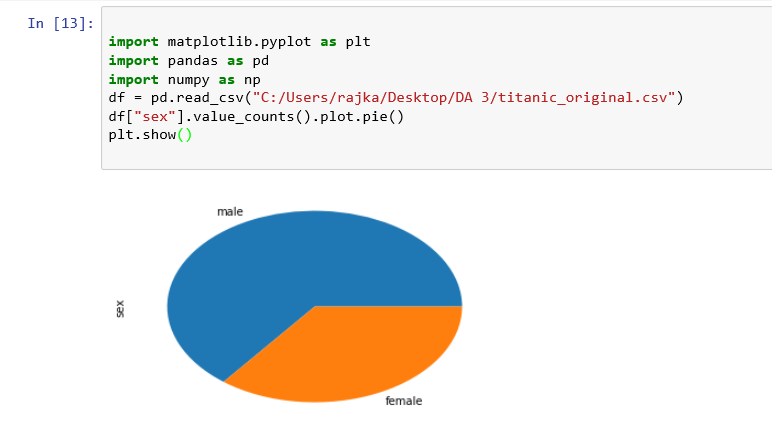 In [13]:
import matplotlib.pyplot as plt
import pandas as pd
import numpy as np
df = pd.read_csv("C:/Users/rajka/Desktop/DA 3/titanic_original.csv")
df["sex"].value_counts().plot.pie()
plt.show()
male
sex
female